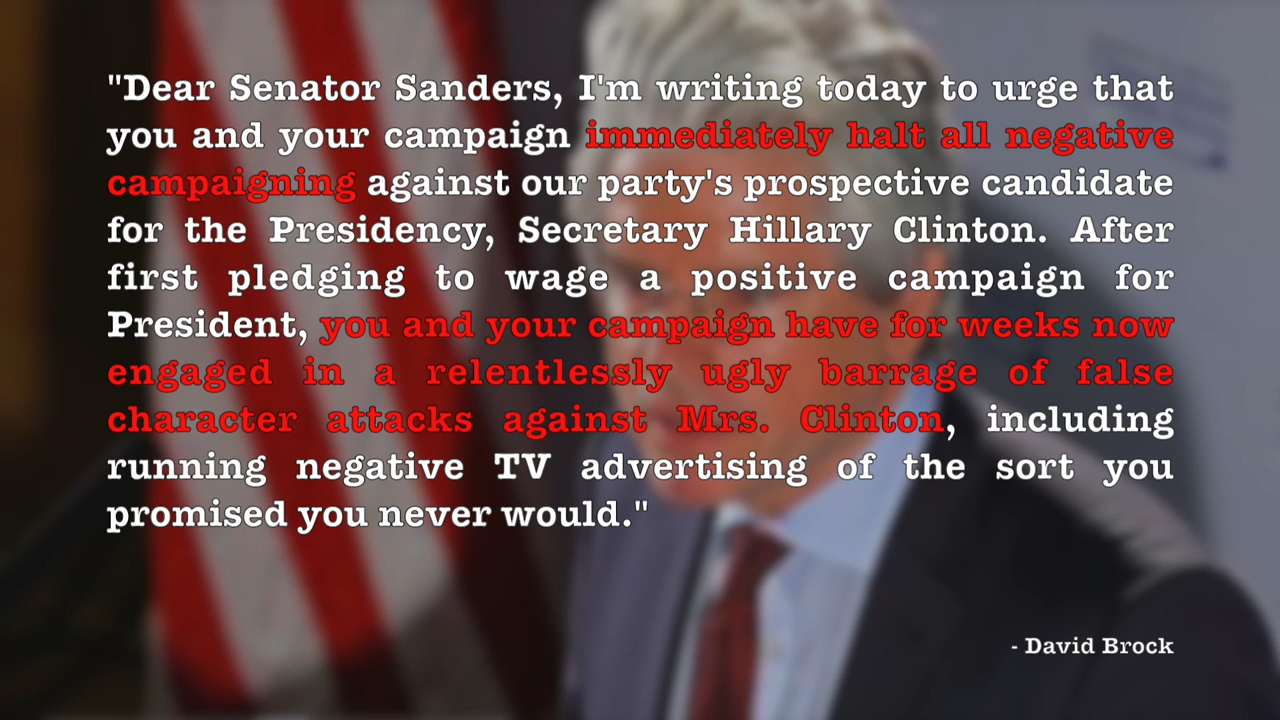 "Dear Senator Sanders, I'm writing today to urge that
you and your campaign immediately halt all negative
campaigning against our party's prospective candidate
for the Presidency, Secretary Hillary Clinton. After
first pledging to wage a positive campaign for
President, you and your campaign have for weeks now
engaged in a relentlessly ugly barrage of false
character attacks against Mrs. Clinton, including
running negative TV advertising of the sort you
promised you never would."
- David Brock